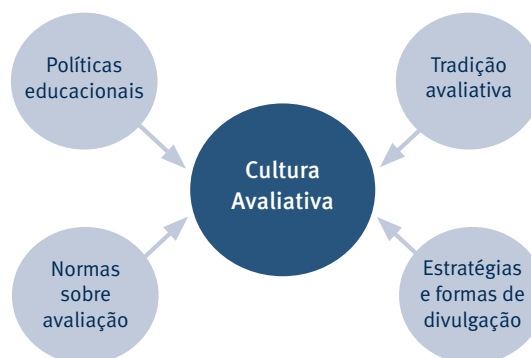 Políticas
educacionais
Tradição
avaliativa
Cultura
Avaliativa
Normas
sobre
avaliação
Estratégias
e formas de
divulgação